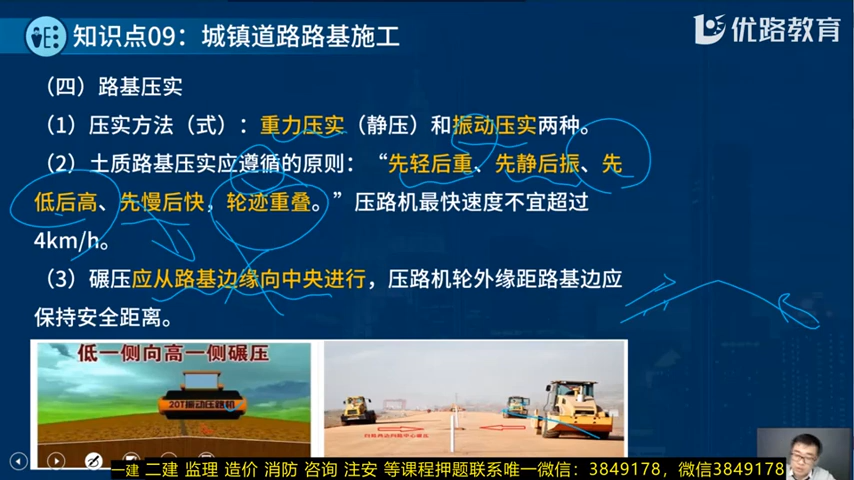 知识点09：城镇道路路基施工
优路教育
（四）路基压实
（1）压实方法（式）：重力压实（静压）和振动压实两种。
（2）土质路基压实应遵循的原则：“先轻后重、先静后振、先
低后高、先慢后快，轮迹重叠。”压路机最快速度不宜超过
4km/h。
（3）碾压应从路基边缘向中央进行，压路机轮外缘距路基边应
保持安全距离。
低一侧向高一侧碾压
20T振动压路机
一建 二建 监理 造价 消防 咨询 注安 等课程押题联系唯一微信：3849178，微信3849178